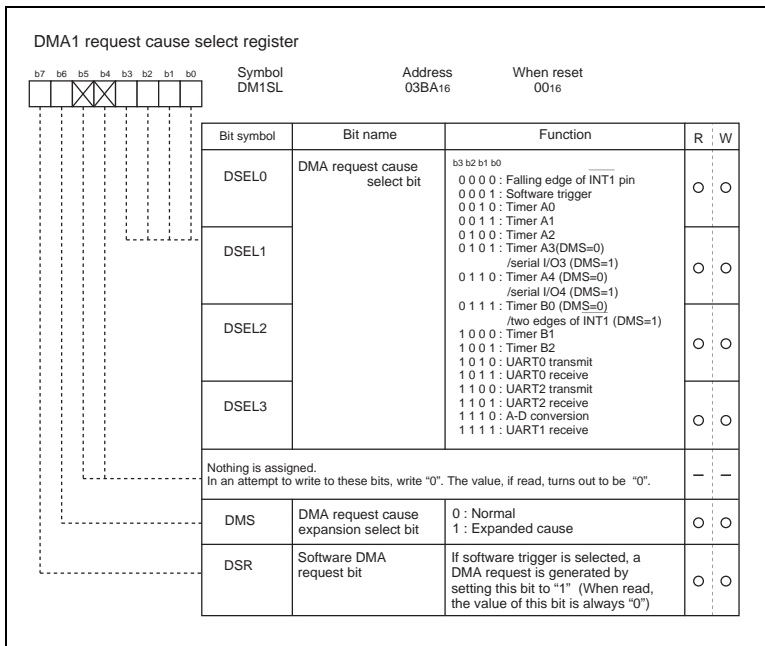 DMA1 request cause select register
b7 b6 b5 b4 b3 b2 b1 b0
Symbol Address When reset
DM1SL 03BA16 0016
Bit symbol Bit name Function R W
DSEL0
DMA request cause
select bit
b3 b2 b1 b0
0 0 0 0 : Falling edge of INT1 pin
0 0 0 1 : Software trigger
0 0 1 0 : Timer A0
0 0 1 1 : Timer A1
0 1 0 0 : Timer A2
0 1 0 1 : Timer A3(DMS=0)
/serial I/O3 (DMS=1)
0 1 1 0 : Timer A4 (DMS=0)
/serial I/O4 (DMS=1)
0 1 1 1 : Timer B0 (DMS=0)
/two edges of INT1 (DMS=1)
1 0 0 0 : Timer B1
1 0 0 1 : Timer B2
1 0 1 0 : UART0 transmit
1 0 1 1 : UART0 receive
1 1 0 0 : UART2 transmit
1 1 0 1 : UART2 receive
1 1 1 0 : A-D conversion
1 1 1 1 : UART1 receive
DSEL1
DSEL2
DSEL3
Nothing is assigned.
In an attempt to write to these bits, write “0”. The value, if read, turns out to be “0”.
DMS
DMA request cause
expansion select bit
0 : Normal
1 : Expanded cause
DSR
Software DMA
request bit
If software trigger is selected, a
DMA request is generated by
setting this bit to “1” (When read,
the value of this bit is always “0”)